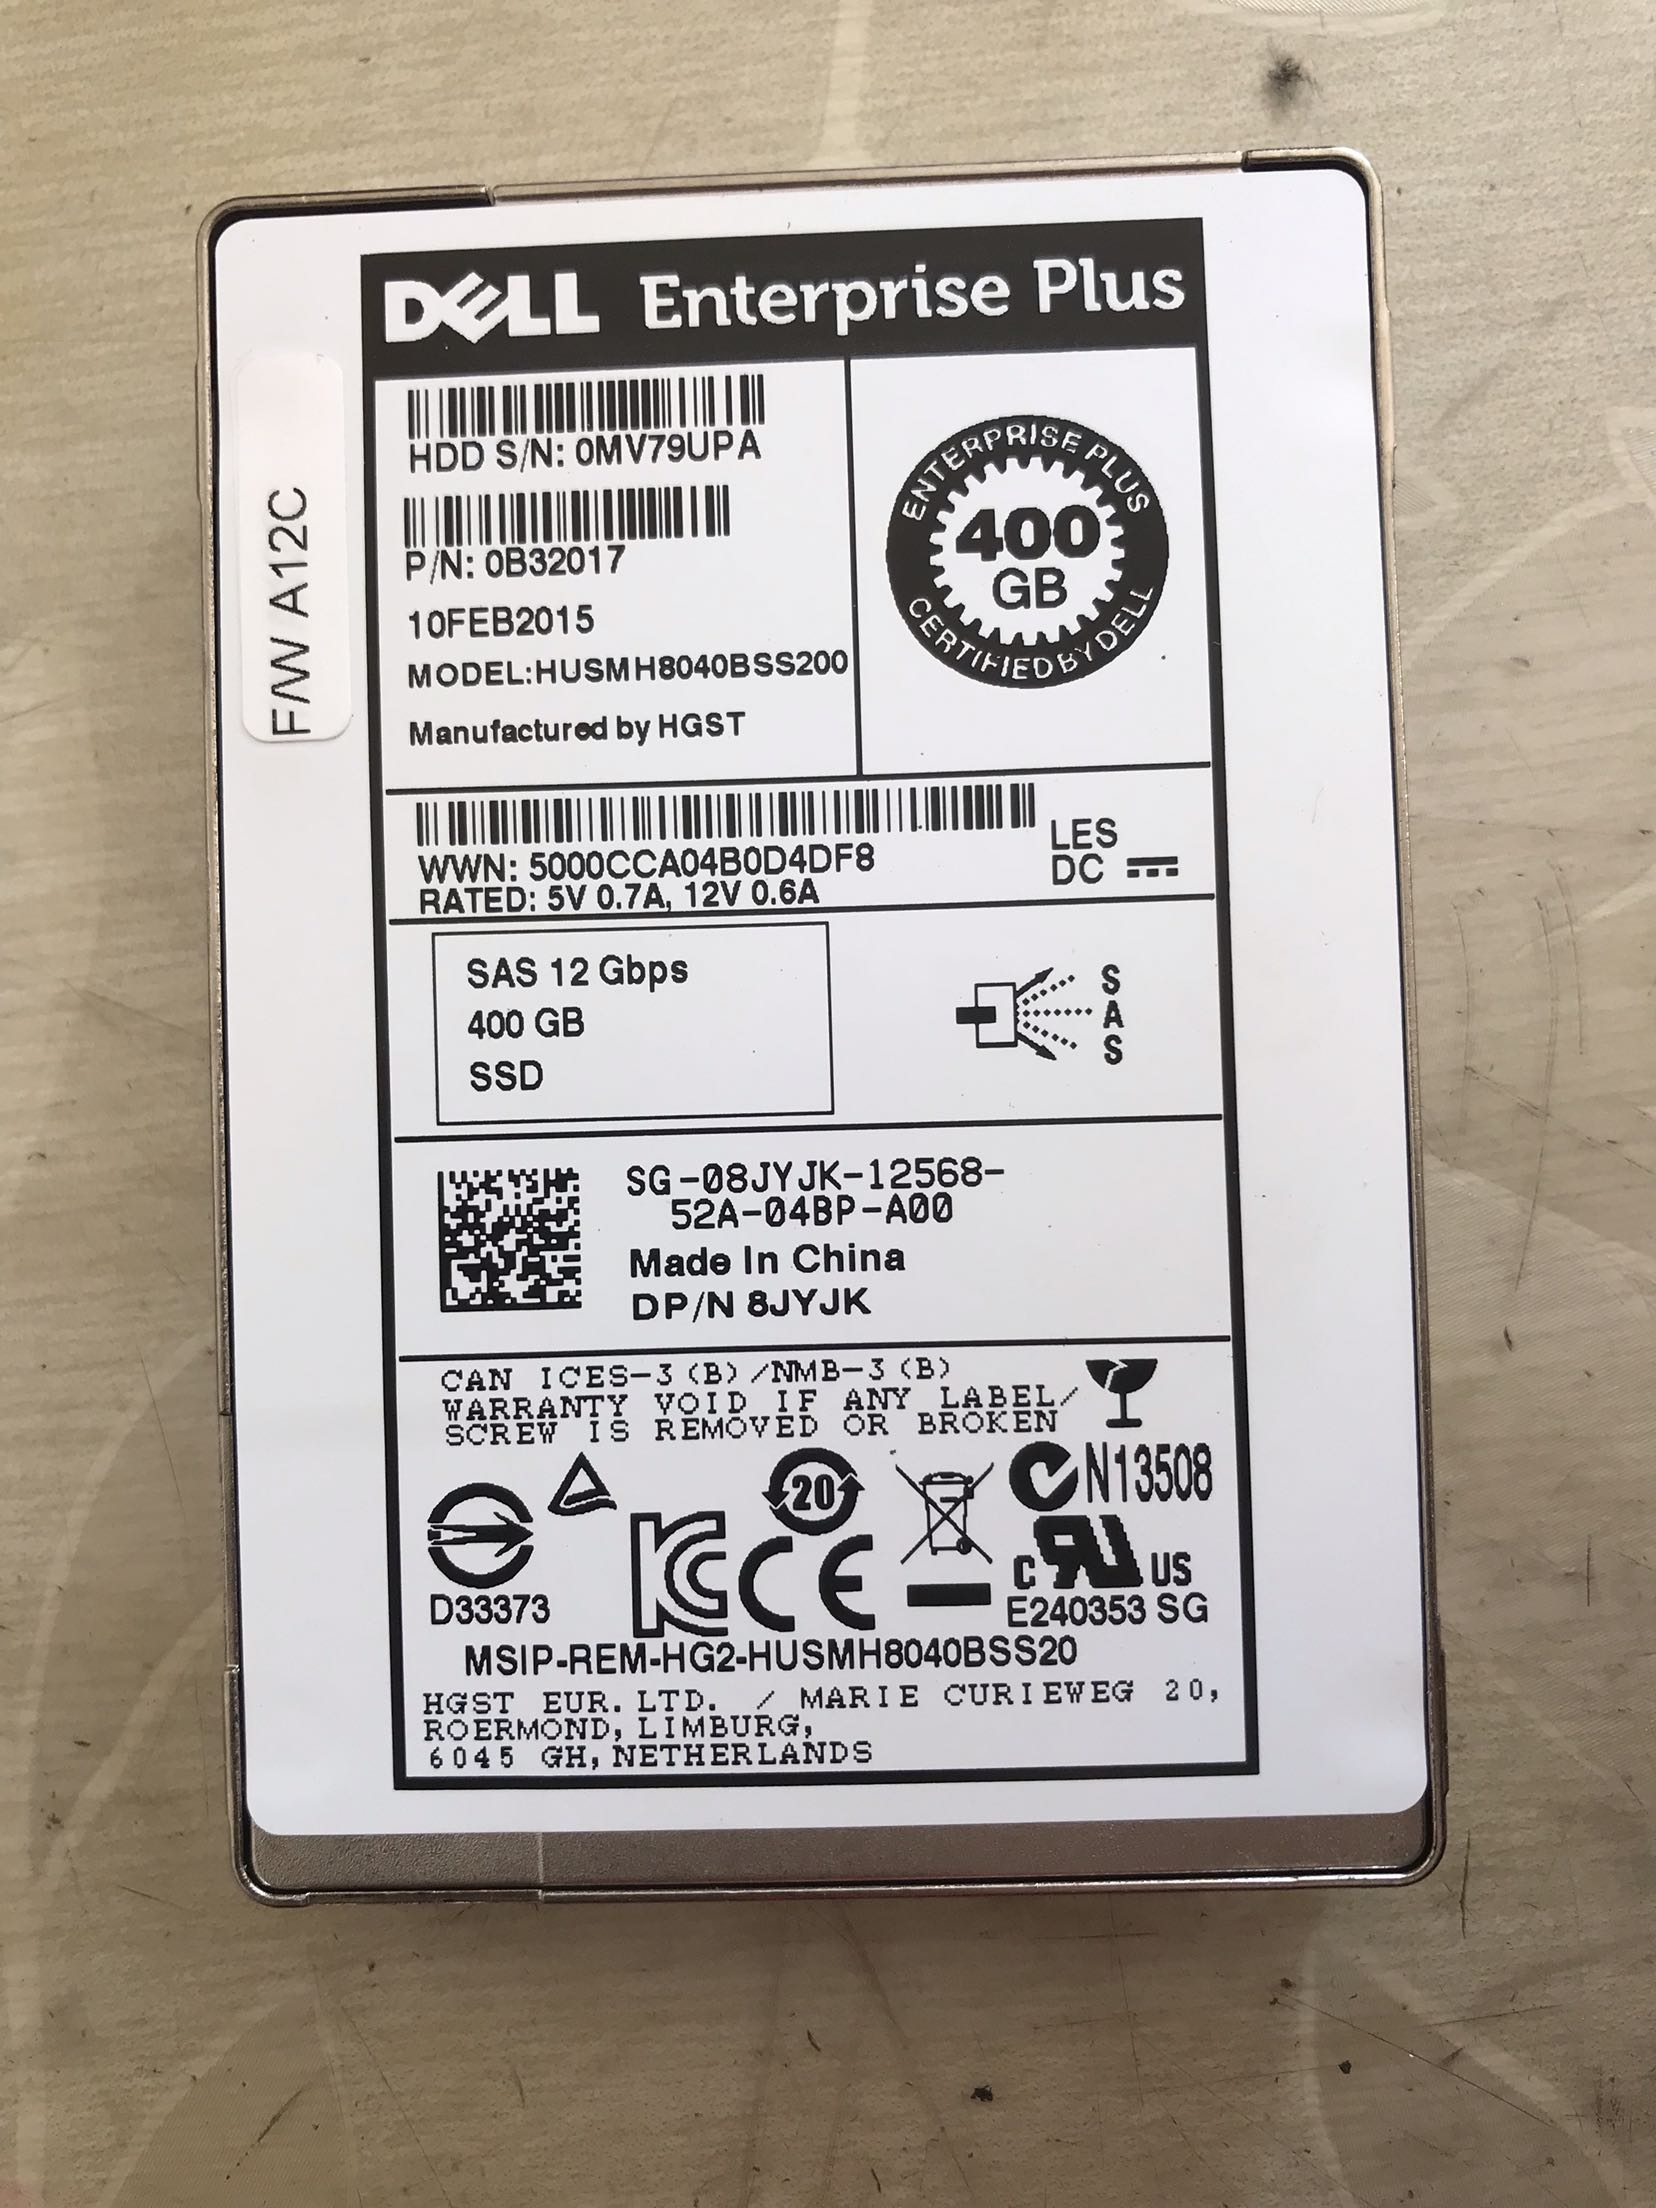 DELL Enterprise Plus
F/W A12C
HDD S/N: 0MV79UPA
P/N: 0B32017
10FEB2015
MODEL:HUSMH8040BSS200
Manufactured by HGST
ENTERPRISE PLUS
400
GB
CERTIFIED BY DELL
WWN: 5000CCA04B0D4DF8
RATED: 5V 0.7A, 12V 0.6A
LES
DC
SAS 12 Gbps
400 GB
SSD
SAS
SG-08JYJK-12568-
52A-04BP-A00
Made In China
DP/N 8JYJK
CAN ICES-3 (B)/NMB-3 (B)
WARRANTY VOID IF ANY LABEL/
SCREW IS REMOVED OR BROKEN
D33373
20
N13508
KC CE
c RU US
E240353 SG
MSIP-REM-HG2-HUSMH8040BSS20
HGST EUR. LTD. / MARIE CURIEWEG 20,
ROERMOND, LIMBURG,
6045 GH, NETHERLANDS